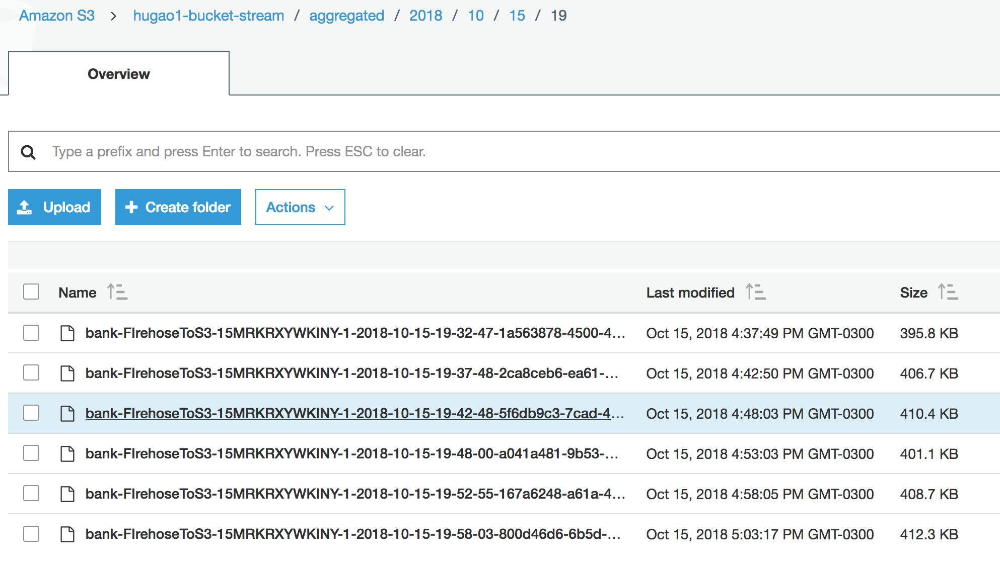 Amazon S3 > hugao1-bucket-stream / aggregated / 2018 / 10 / 15 / 19
Overview
Type a prefix and press Enter to search. Press ESC to clear.
Upload Create folder Actions
Name Last modified Size
bank-FIrehoseToS3-15MRKRXYWKINY-1-2018-10-15-19-32-47-1a563878-4500-4... Oct 15, 2018 4:37:49 PM GMT-0300 395.8 KB
bank-FIrehoseToS3-15MRKRXYWKINY-1-2018-10-15-19-37-48-2ca8ceb6-ea61-... Oct 15, 2018 4:42:50 PM GMT-0300 406.7 KB
bank-FIrehoseToS3-15MRKRXYWKINY-1-2018-10-15-19-42-48-5f6db9c3-7cad-4... Oct 15, 2018 4:48:03 PM GMT-0300 410.4 KB
bank-FIrehoseToS3-15MRKRXYWKINY-1-2018-10-15-19-48-00-a041a481-9b53-... Oct 15, 2018 4:53:03 PM GMT-0300 401.1 KB
bank-FIrehoseToS3-15MRKRXYWKINY-1-2018-10-15-19-52-55-167a6248-a61a-4... Oct 15, 2018 4:58:05 PM GMT-0300 408.7 KB
bank-FIrehoseToS3-15MRKRXYWKINY-1-2018-10-15-19-58-03-800d46d6-6b5d-... Oct 15, 2018 5:03:17 PM GMT-0300 412.3 KB